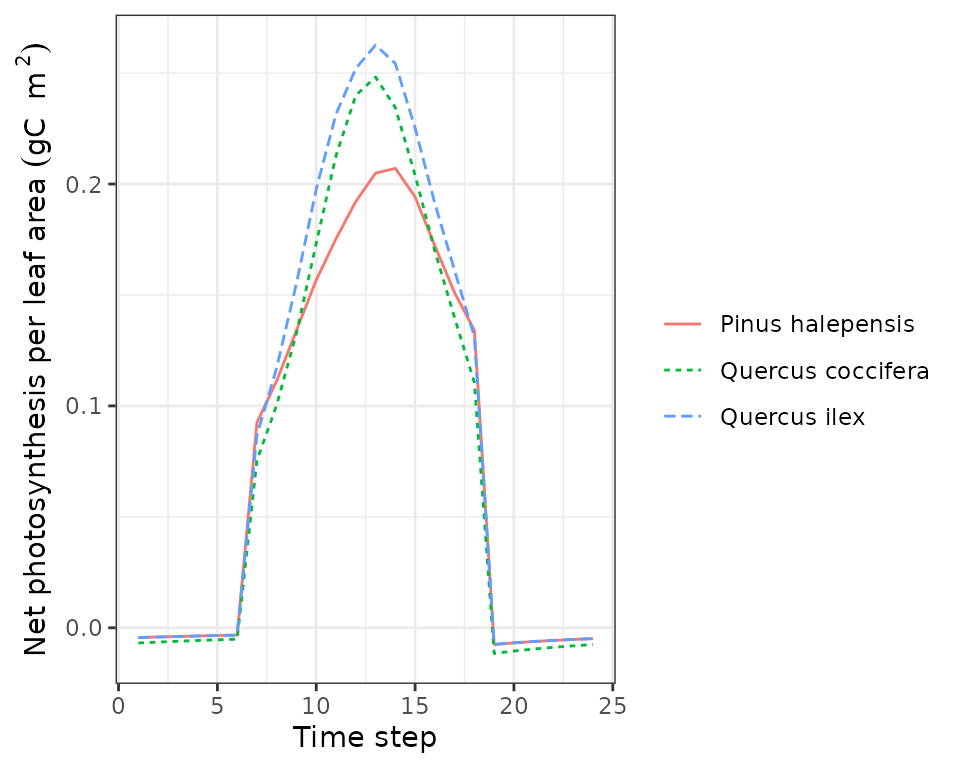 Net photosynthesis per leaf area (gC m²)
0.2
0.1
0.0
0 5 10 15 20 25
Time step
Pinus halepensis
Quercus coccifera
Quercus ilex